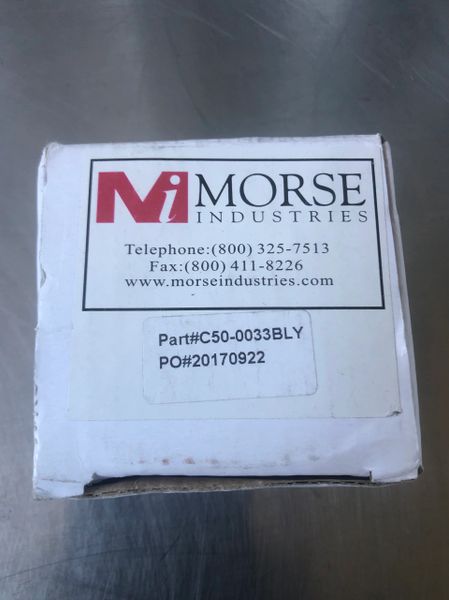 Mi MORSE
INDUSTRIES
Telephone:(800) 325-7513
Fax:(800) 411-8226
www.morseindustries.com
Part#C50-0033BLY
PO#20170922